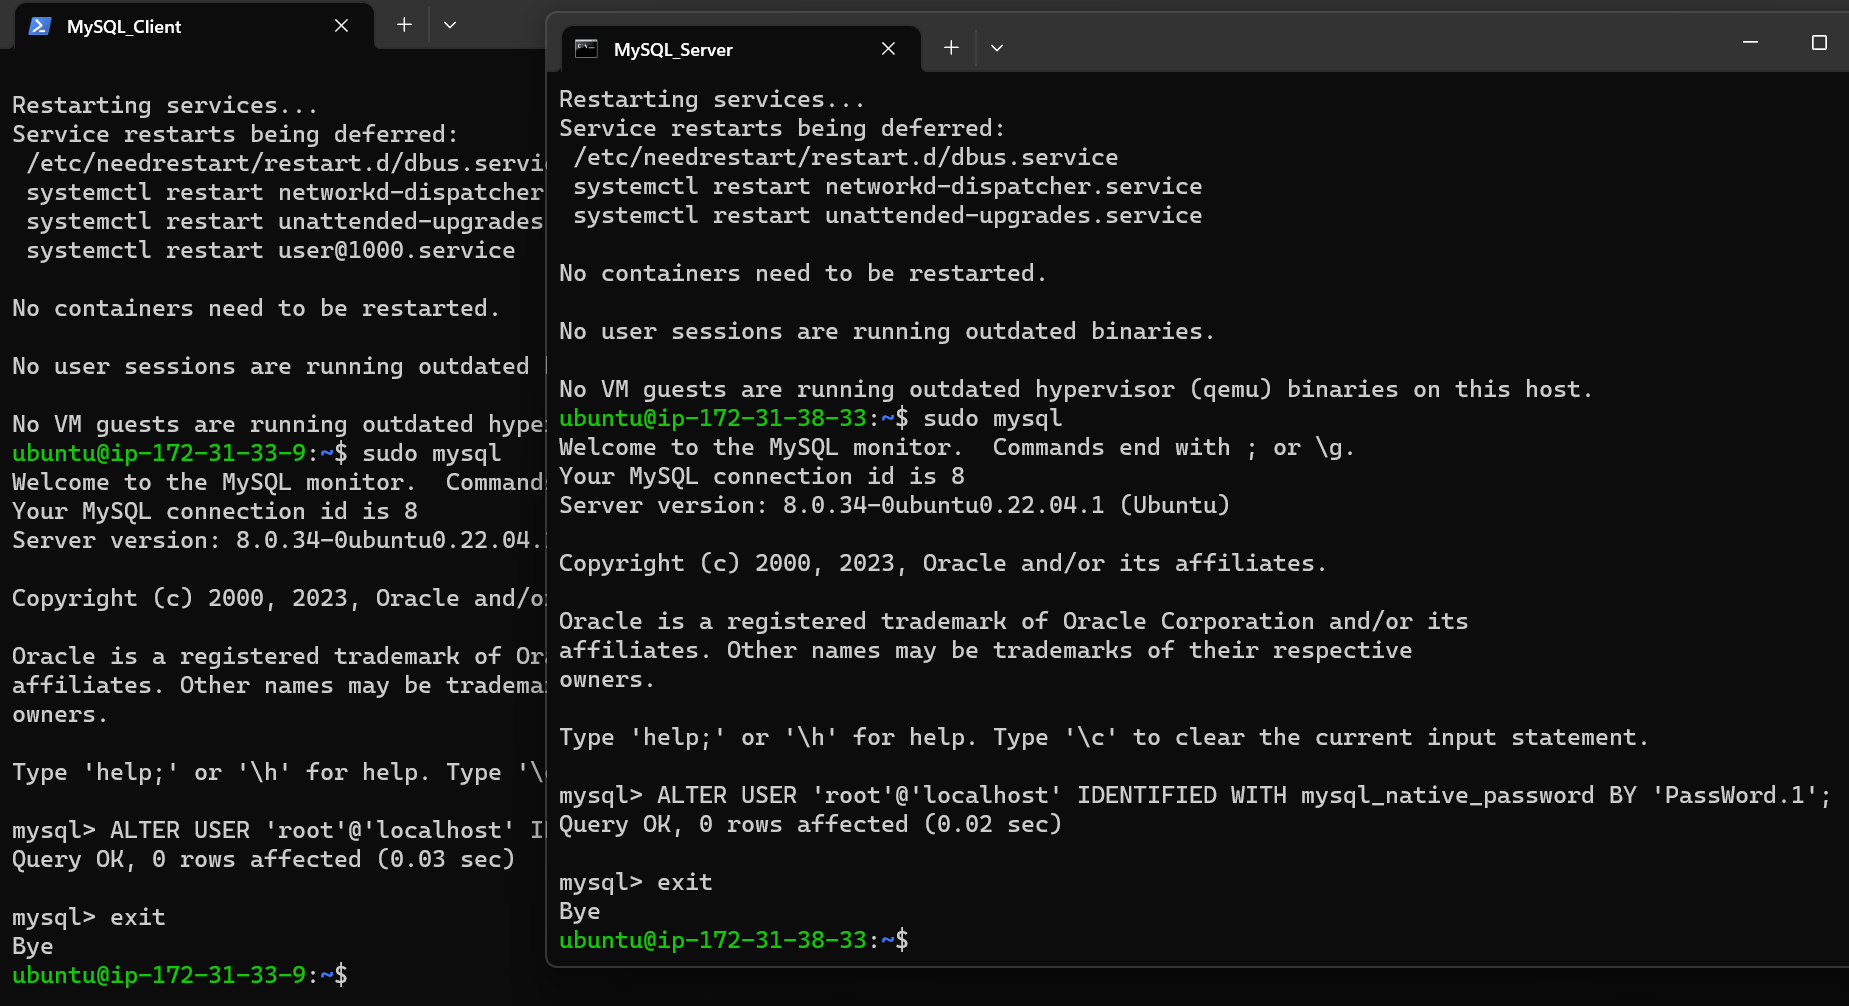 MySQL_Client
Restarting services...
Service restarts being deferred:
/etc/needrestart/restart.d/dbus.servi
systemctl restart networkd-dispatcher
systemctl restart unattended-upgrades
systemctl restart user@1000.service
No containers need to be restarted.
No user sessions are running outdated
No VM guests are running outdated hype
ubuntu@ip-172-31-33-9:~$ sudo mysql
Welcome to the MySQL monitor.  Command
Your MySQL connection id is 8
Server version: 8.0.34-0ubuntu0.22.04.
Copyright (c) 2000, 2023, Oracle and/o
Oracle is a registered trademark of Or
affiliates. Other names may be tradema
owners.
Type 'help;' or '\h' for help. Type '\
mysql> ALTER USER 'root'@'localhost' I
Query OK, 0 rows affected (0.03 sec)
mysql> exit
Bye
ubuntu@ip-172-31-33-9:~$
MySQL_Server
Restarting services...
Service restarts being deferred:
/etc/needrestart/restart.d/dbus.service
systemctl restart networkd-dispatcher.service
systemctl restart unattended-upgrades.service
No containers need to be restarted.
No user sessions are running outdated binaries.
No VM guests are running outdated hypervisor (qemu) binaries on this host.
ubuntu@ip-172-31-38-33:~$ sudo mysql
Welcome to the MySQL monitor.  Commands end with ; or \g.
Your MySQL connection id is 8
Server version: 8.0.34-0ubuntu0.22.04.1 (Ubuntu)
Copyright (c) 2000, 2023, Oracle and/or its affiliates.
Oracle is a registered trademark of Oracle Corporation and/or its
affiliates. Other names may be trademarks of their respective
owners.
Type 'help;' or '\h' for help. Type '\c' to clear the current input statement.
mysql> ALTER USER 'root'@'localhost' IDENTIFIED WITH mysql_native_password BY 'PassWord.1';
Query OK, 0 rows affected (0.02 sec)
mysql> exit
Bye
ubuntu@ip-172-31-38-33:~$